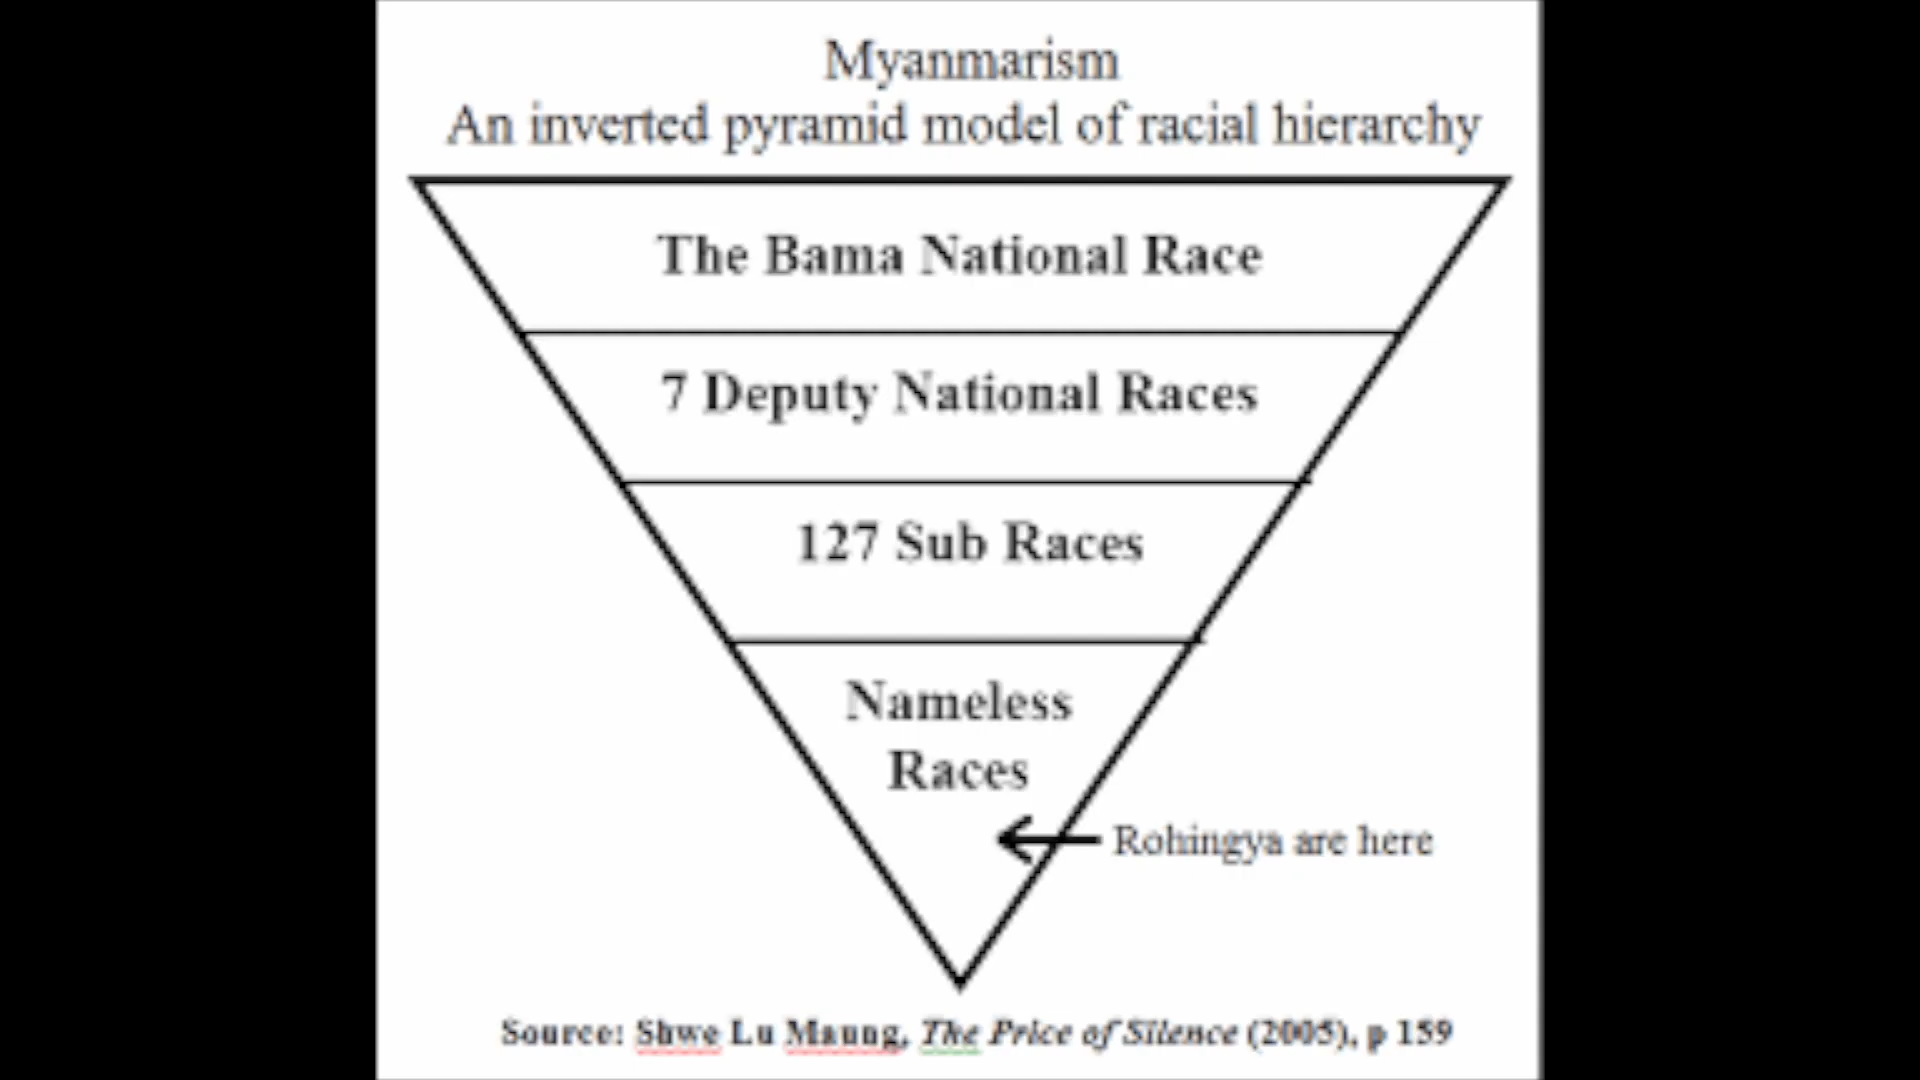 Myanmarism
An inverted pyramid model of racial hierarchy
The Bama National Race
7 Deputy National Races
127 Sub Races
Nameless
Races
Rohingya are here
Source: Shwe Lu Maung, The Price of Silence (2005), p 159